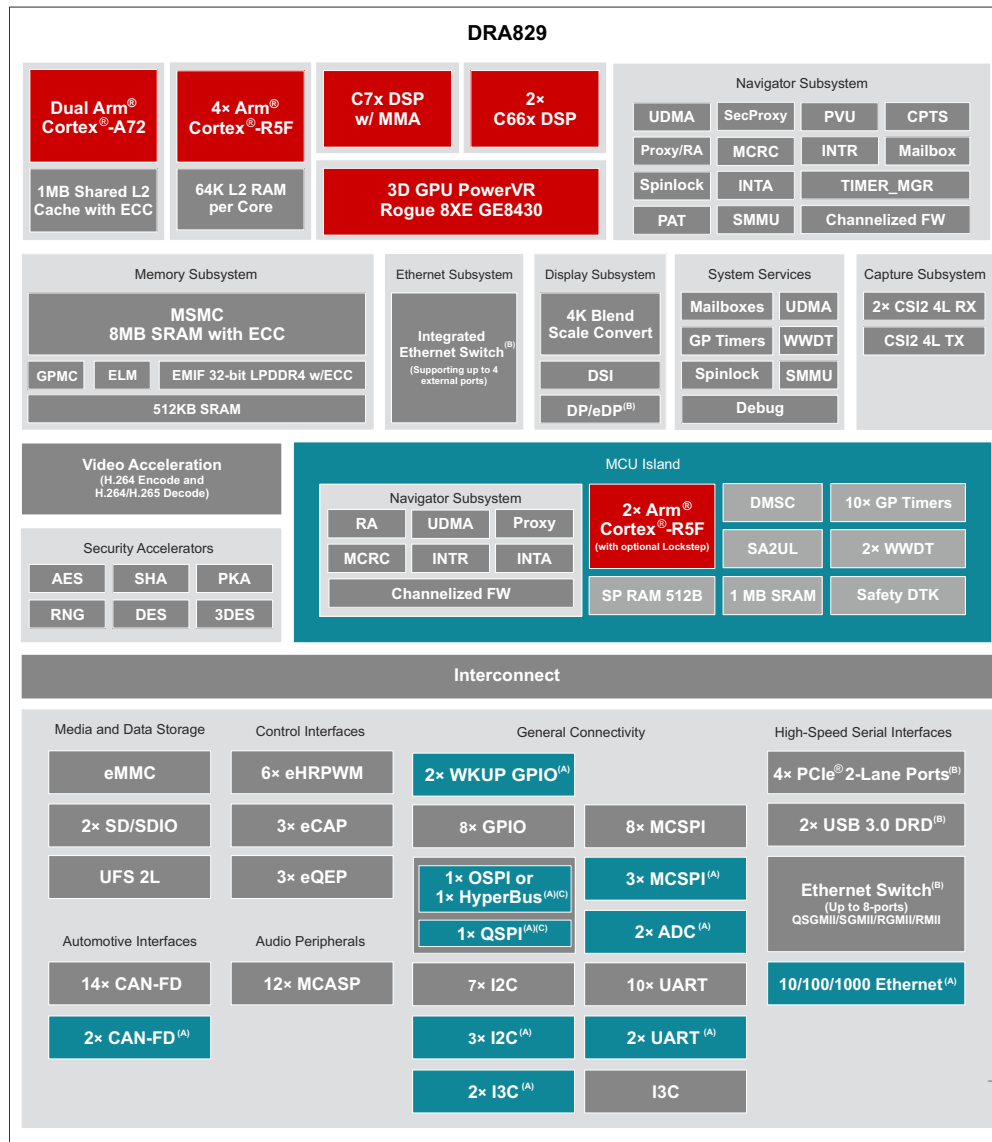 DRA829
Dual Arm®
Cortex®-A72
1MB Shared L2
Cache with ECC
4× Arm®
Cortex®-R5F
64K L2 RAM
per Core
C7x DSP
w/ MMA
2×
C66x DSP
3D GPU PowerVR
Rogue 8XE GE8430
Navigator Subsystem
UDMA
SecProxy
PVU
CPTS
Proxy/RA
MCRC
INTR
Mailbox
Spinlock
INTA
TIMER_MGR
PAT
SMMU
Channelized FW
Memory Subsystem
MSMC
8MB SRAM with ECC
GPMC
ELM
EMIF 32-bit LPDDR4 w/ECC
512KB SRAM
Ethernet Subsystem
Integrated
Ethernet Switch(B)
(Supporting up to 4
external ports)
Display Subsystem
4K Blend
Scale Convert
DSI
DP/eDP(B)
System Services
Mailboxes
UDMA
GP Timers
WWDT
Spinlock
SMMU
Debug
Capture Subsystem
2× CSI2 4L RX
CSI2 4L TX
Video Acceleration
(H.264 Encode and
H.264/H.265 Decode)
Security Accelerators
AES
SHA
PKA
RNG
DES
3DES
MCU Island
Navigator Subsystem
RA
UDMA
Proxy
MCRC
INTR
INTA
Channelized FW
2× Arm®
Cortex®-R5F
(with optional Lockstep)
DMSC
10× GP Timers
SA2UL
2× WWDT
SP RAM 512B
1 MB SRAM
Safety DTK
Interconnect
Media and Data Storage
eMMC
2× SD/SDIO
UFS 2L
Automotive Interfaces
14× CAN-FD
2× CAN-FD(A)
Control Interfaces
6× eHRPWM
3× eCAP
3× eQEP
Audio Peripherals
12× MCASP
General Connectivity
2× WKUP GPIO(A)
8× GPIO
8× MCSPI
1× OSPI or
1× HyperBus(A)(C)
1× QSPI(A)(C)
3× MCSPI(A)
2× ADC(A)
7× I2C
10× UART
3× I2C(A)
2× UART(A)
2× I3C(A)
I3C
High-Speed Serial Interfaces
4× PCIe® 2-Lane Ports(B)
2× USB 3.0 DRD(B)
Ethernet Switch(B)
(Up to 8-ports)
QSGMII/SGMII/RGMII/RMII
10/100/1000 Ethernet(A)